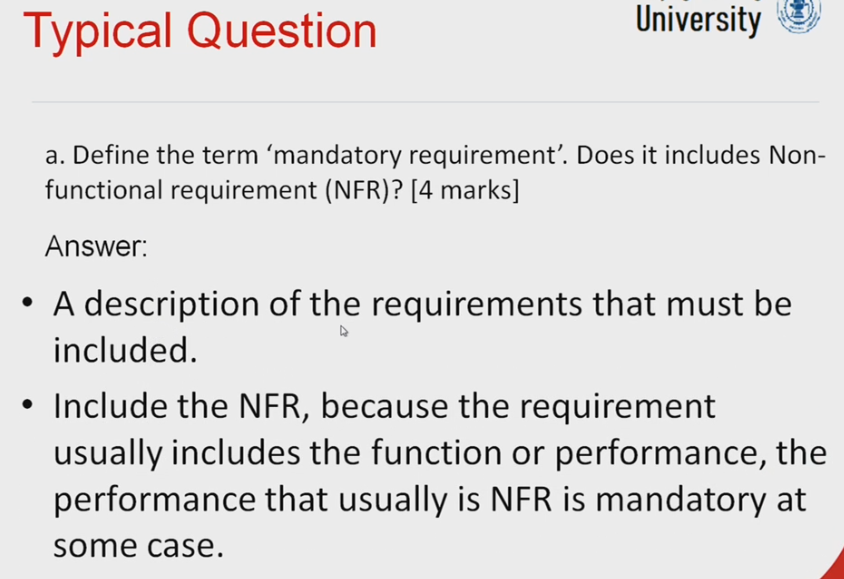 Typical Question
University
a. Define the term ‘mandatory requirement’. Does it includes Non-
functional requirement (NFR)? [4 marks]
Answer:
• A description of the requirements that must be
included.
• Include the NFR, because the requirement
usually includes the function or performance, the
performance that usually is NFR is mandatory at
some case.